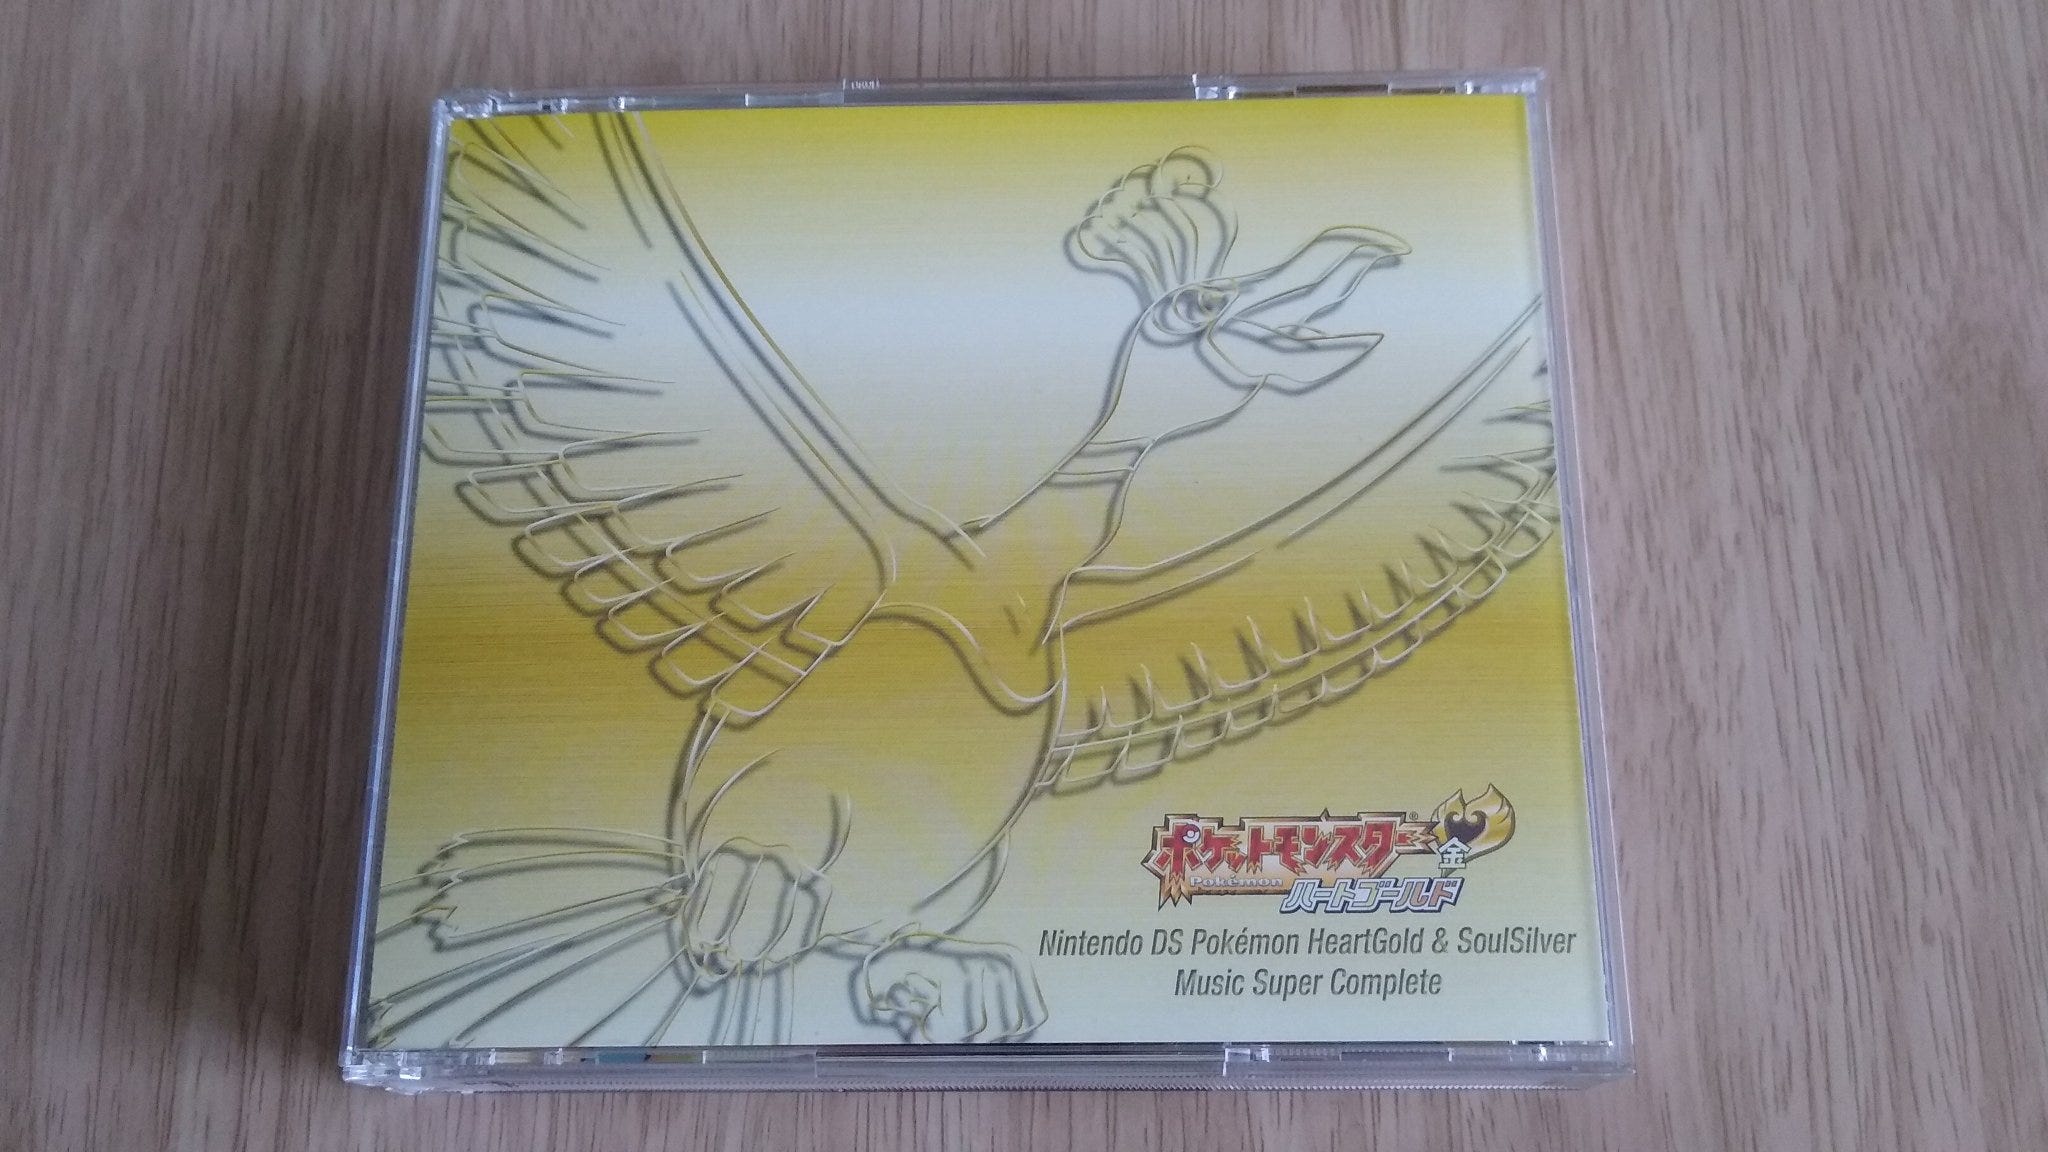 ポケットモンスター®
Pokémon
金
ハートゴールド
Nintendo DS Pokémon HeartGold & SoulSilver
Music Super Complete